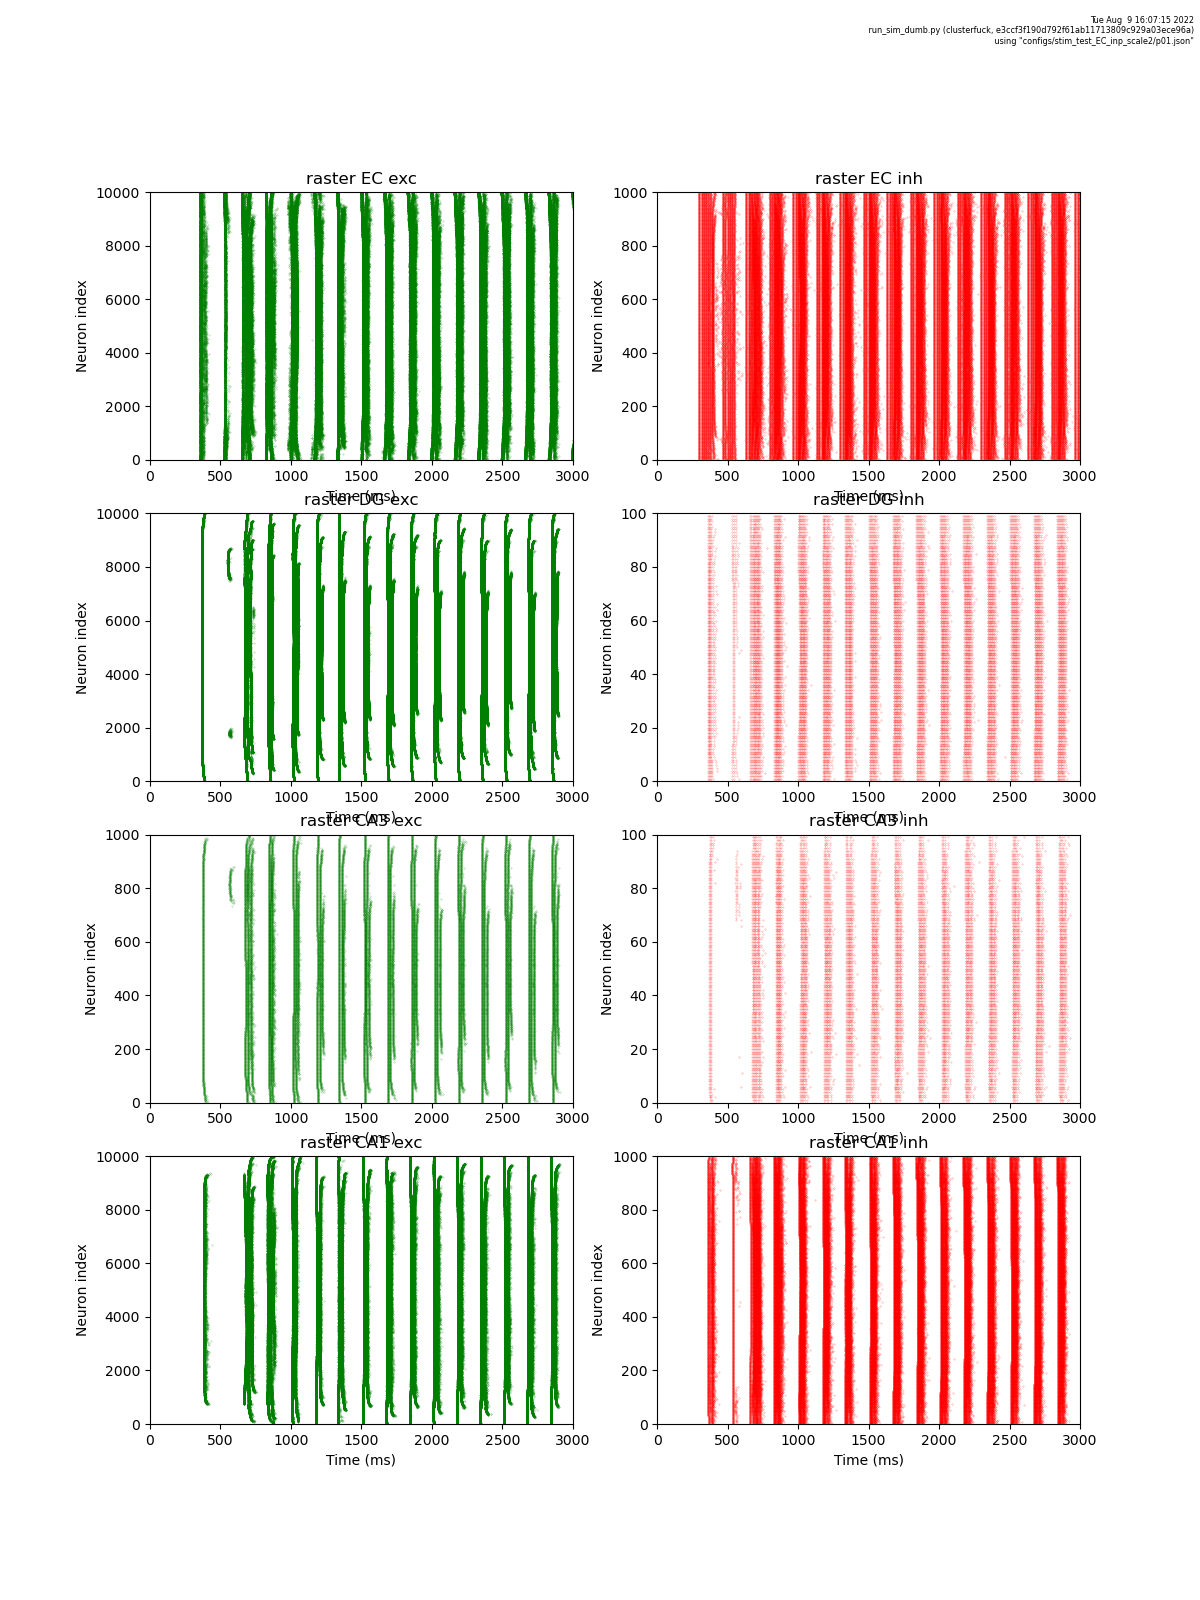 Tue Aug  9 16:07:15 2022
run_sim_dumb.py (clusterfuck, e3ccf3f190d792f61ab11713809c929a03ece96a)
using "configs/stim_test_EC_inp_scale2/p01.json"
raster EC exc
raster EC inh
10000
8000
6000
4000
2000
0
Neuron index
0 500 1000 1500 2000 2500 3000
Time (ms)
1000
800
600
400
200
0
Neuron index
0 500 1000 1500 2000 2500 3000
Time (ms)
raster DG exc
raster DG inh
10000
8000
6000
4000
2000
0
Neuron index
0 500 1000 1500 2000 2500 3000
Time (ms)
100
80
60
40
20
0
Neuron index
0 500 1000 1500 2000 2500 3000
Time (ms)
raster CA3 exc
raster CA3 inh
1000
800
600
400
200
0
Neuron index
0 500 1000 1500 2000 2500 3000
Time (ms)
100
80
60
40
20
0
Neuron index
0 500 1000 1500 2000 2500 3000
Time (ms)
raster CA1 exc
raster CA1 inh
10000
8000
6000
4000
2000
0
Neuron index
0 500 1000 1500 2000 2500 3000
Time (ms)
1000
800
600
400
200
0
Neuron index
0 500 1000 1500 2000 2500 3000
Time (ms)